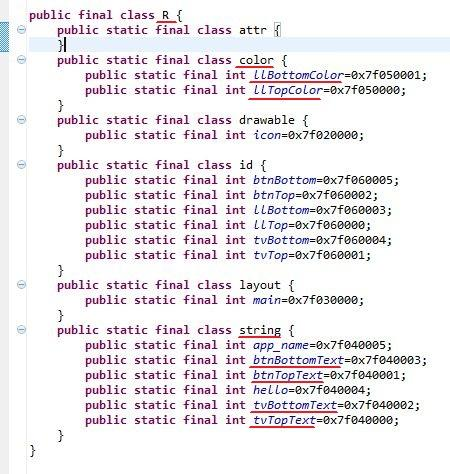 public final class R {
    public static final class attr {
    }
    public static final class color {
        public static final int llBottomColor=0x7f050001;
        public static final int llTopColor=0x7f050000;
    }
    public static final class drawable {
        public static final int icon=0x7f020000;
    }
    public static final class id {
        public static final int btnBottom=0x7f060005;
        public static final int btnTop=0x7f060002;
        public static final int llBottom=0x7f060003;
        public static final int llTop=0x7f060000;
        public static final int tvBottom=0x7f060004;
        public static final int tvTop=0x7f060001;
    }
    public static final class layout {
        public static final int main=0x7f030000;
    }
    public static final class string {
        public static final int app_name=0x7f040005;
        public static final int btnBottomText=0x7f040003;
        public static final int btnTopText=0x7f040001;
        public static final int hello=0x7f040004;
        public static final int tvBottomText=0x7f040002;
        public static final int tvTopText=0x7f040000;
    }
}